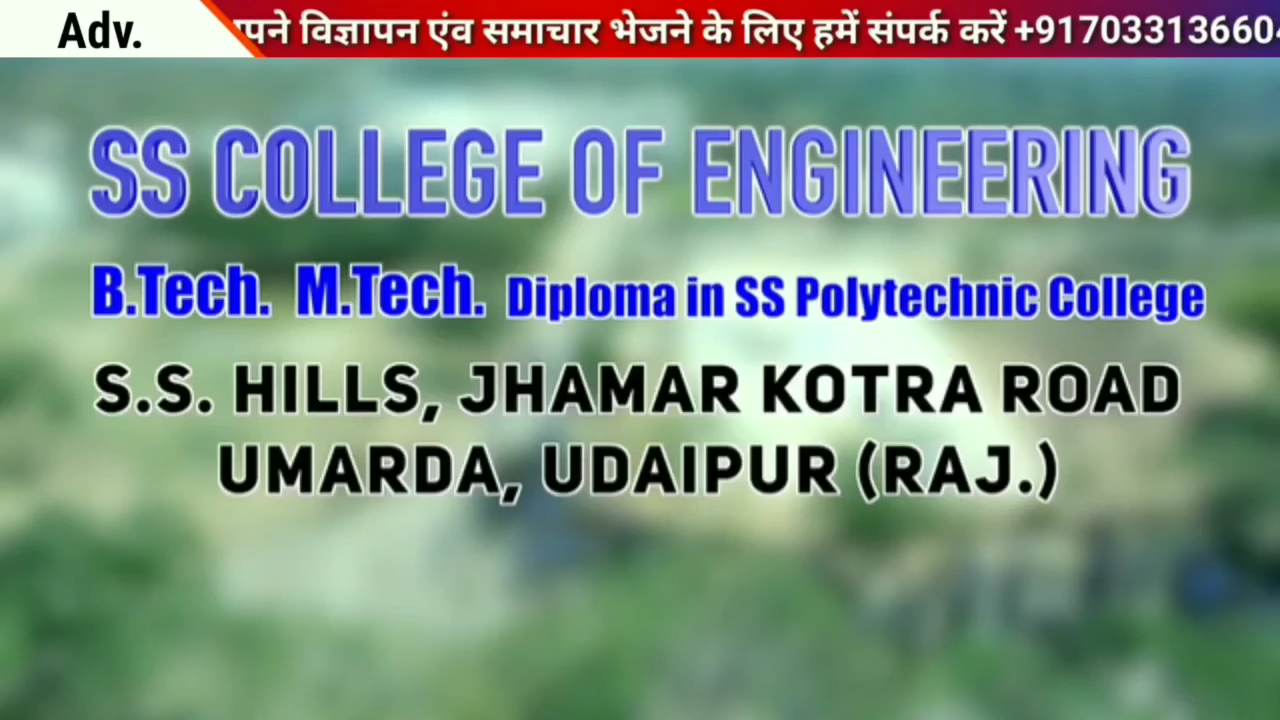 Adv.
पने विज्ञापन एंव समाचार भेजने के लिए हमें संपर्क करें +91703313660
SS COLLEGE OF ENGINEERING
B.Tech. M.Tech. Diploma in SS Polytechnic College
S.S. HILLS, JHAMAR KOTRA ROAD
UMARDA, UDAIPUR (RAJ.)